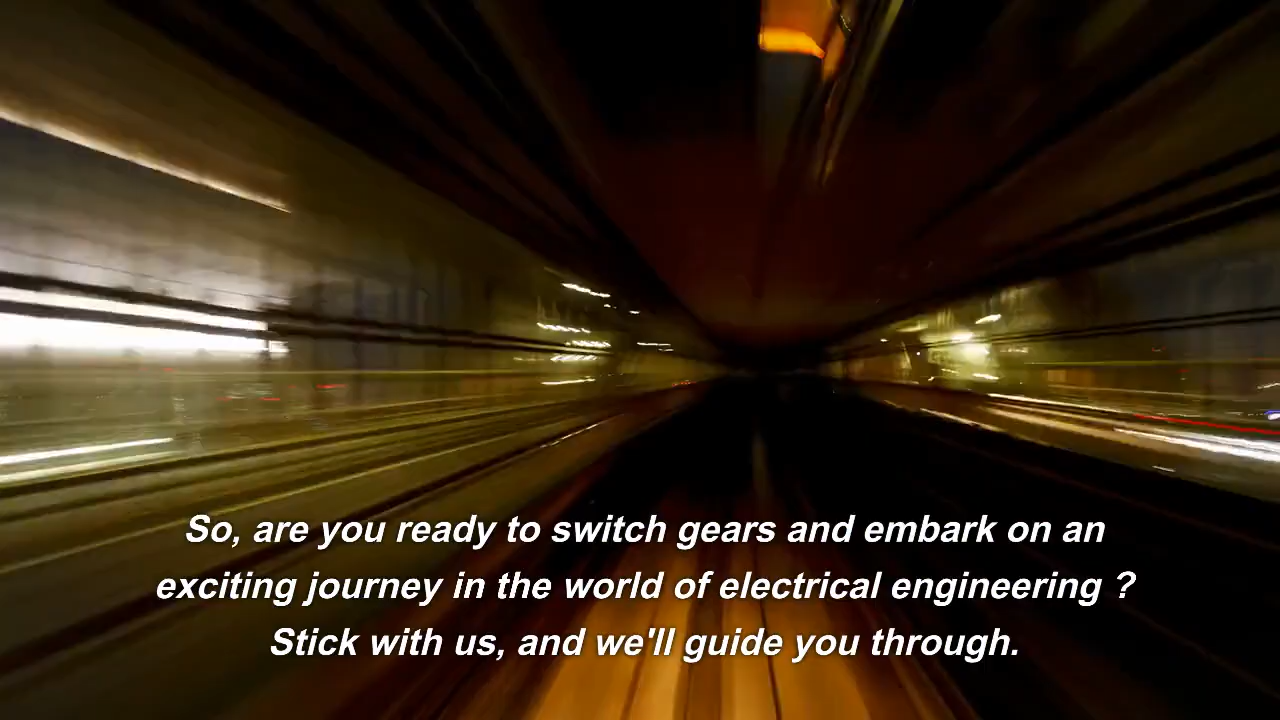 So, are you ready to switch gears and embark on an
exciting journey in the world of electrical engineering ?
Stick with us, and we'll guide you through.